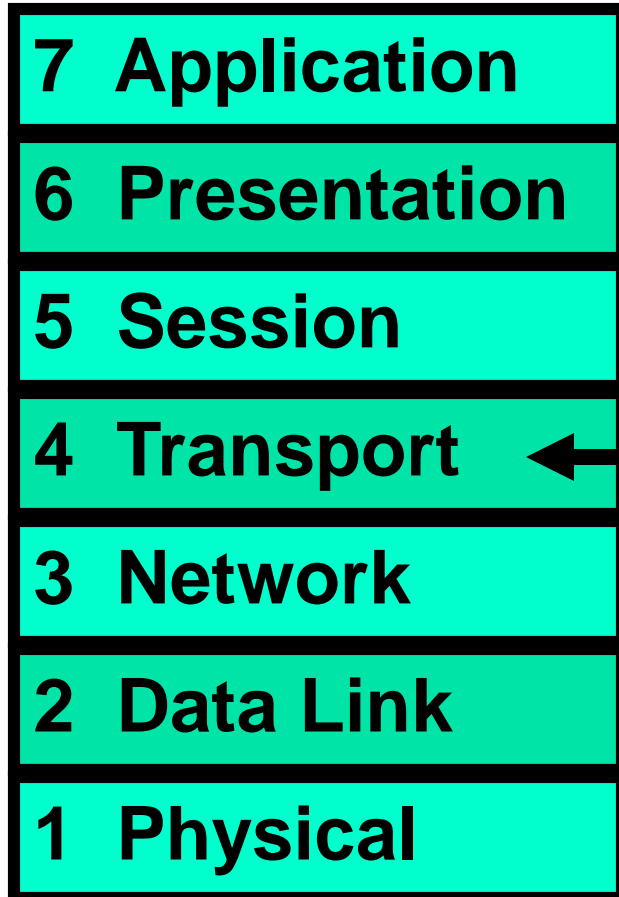 7 Application
6 Presentation
5 Session
4 Transport
3 Network
2 Data Link
1 Physical